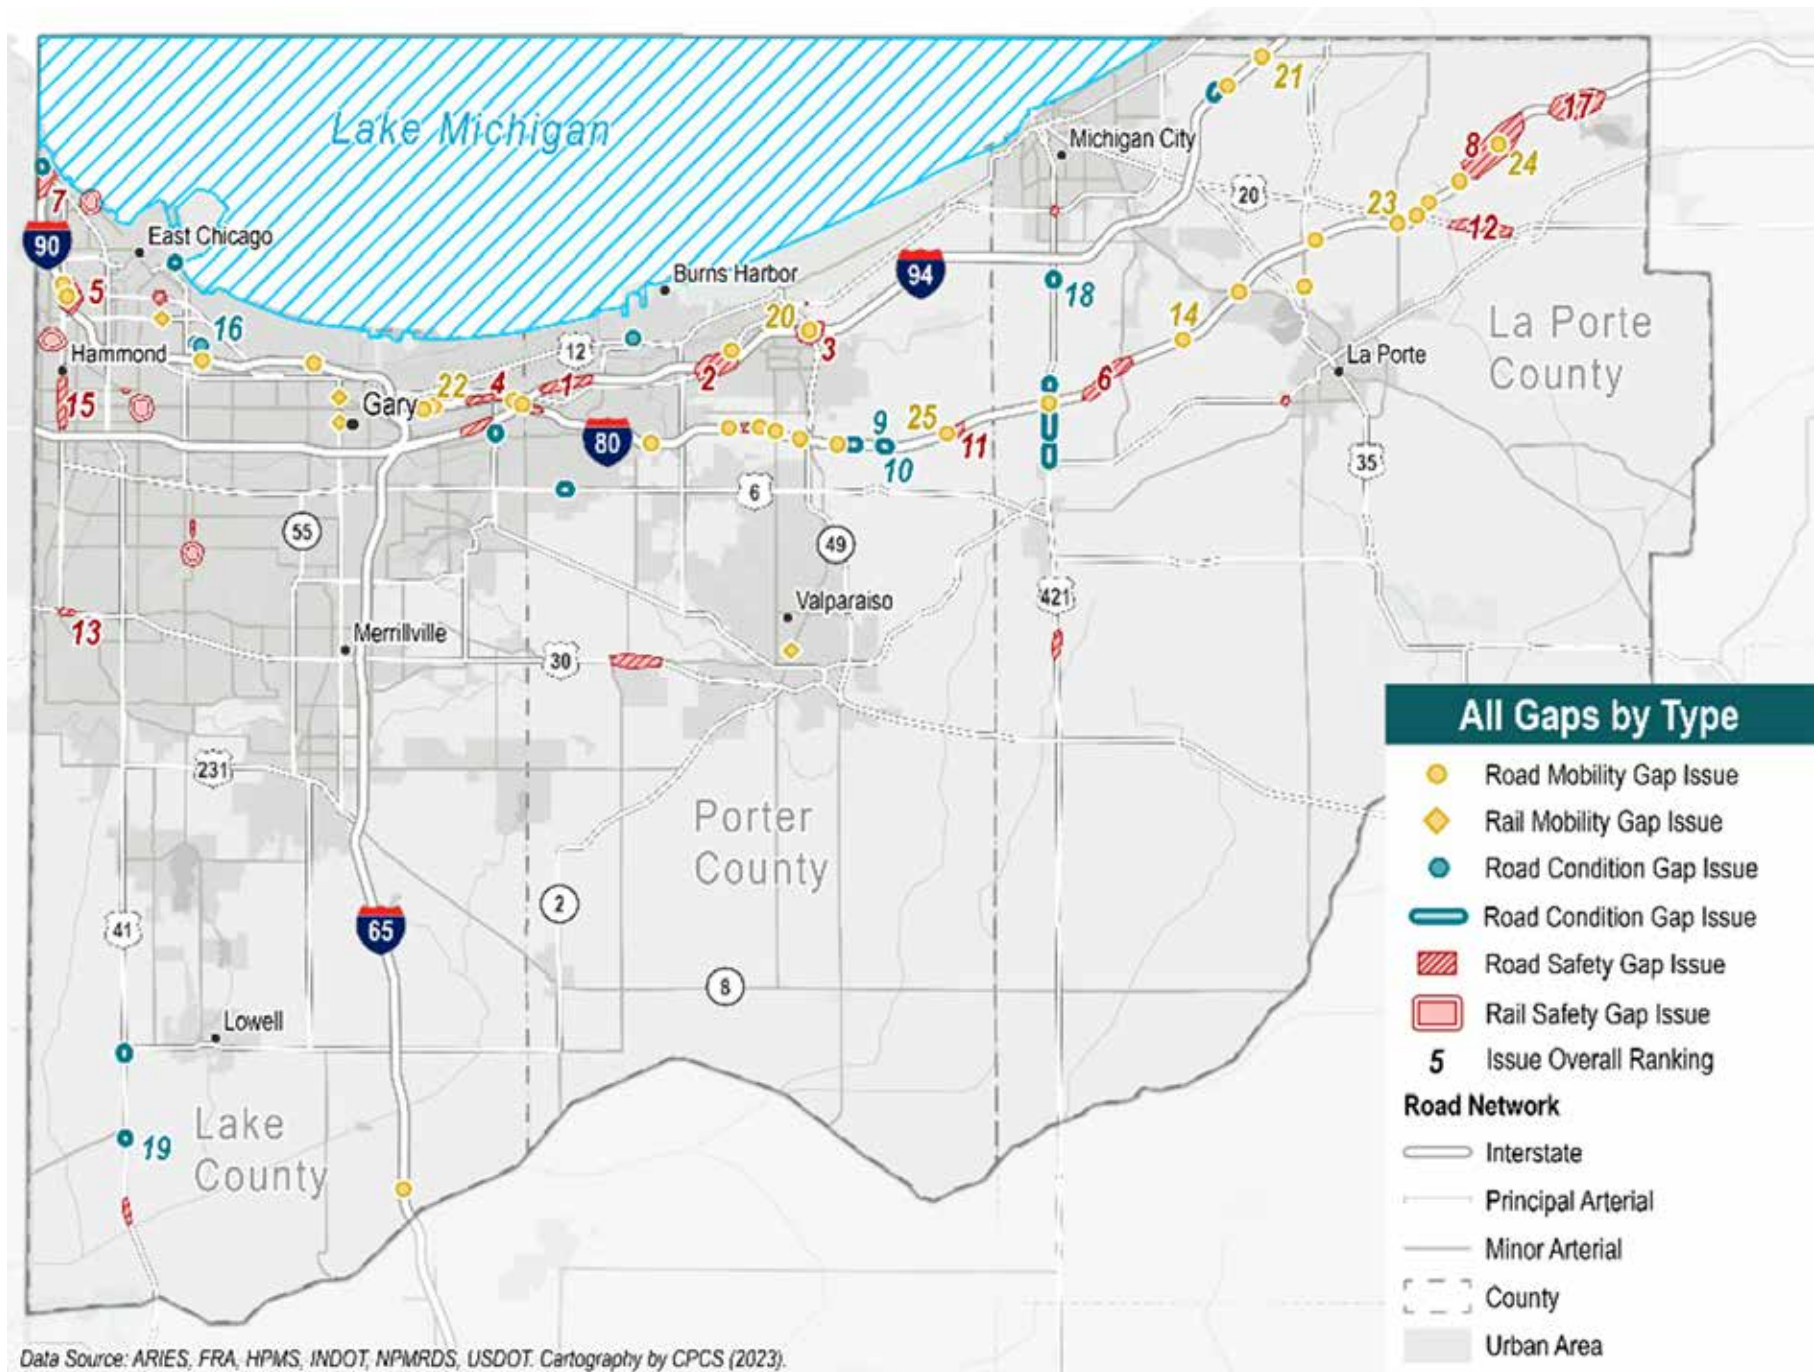 Lake Michigan
21
17
Michigan City
8
24
7
20
23
12
90
East Chicago
94
Burns Harbor
5
18
20
14
La Porte
County
16
12
3
Hammond
La Porte
2
6
15
22
4
1
Gary
25
9
80
11
10
35
6
55
49
421
Valparaiso
13
Merrillville
30
231
Porter
County
41
2
65
8
Lowell
Lake
County
19
All Gaps by Type
Road Mobility Gap Issue
Rail Mobility Gap Issue
Road Condition Gap Issue
Road Condition Gap Issue
Road Safety Gap Issue
Rail Safety Gap Issue
5 Issue Overall Ranking
Road Network
Interstate
Principal Arterial
Minor Arterial
County
Urban Area
Data Source: ARIES, FRA, HPMS, INDOT, NPMRDS, USDOT. Cartography by CPCS (2023).